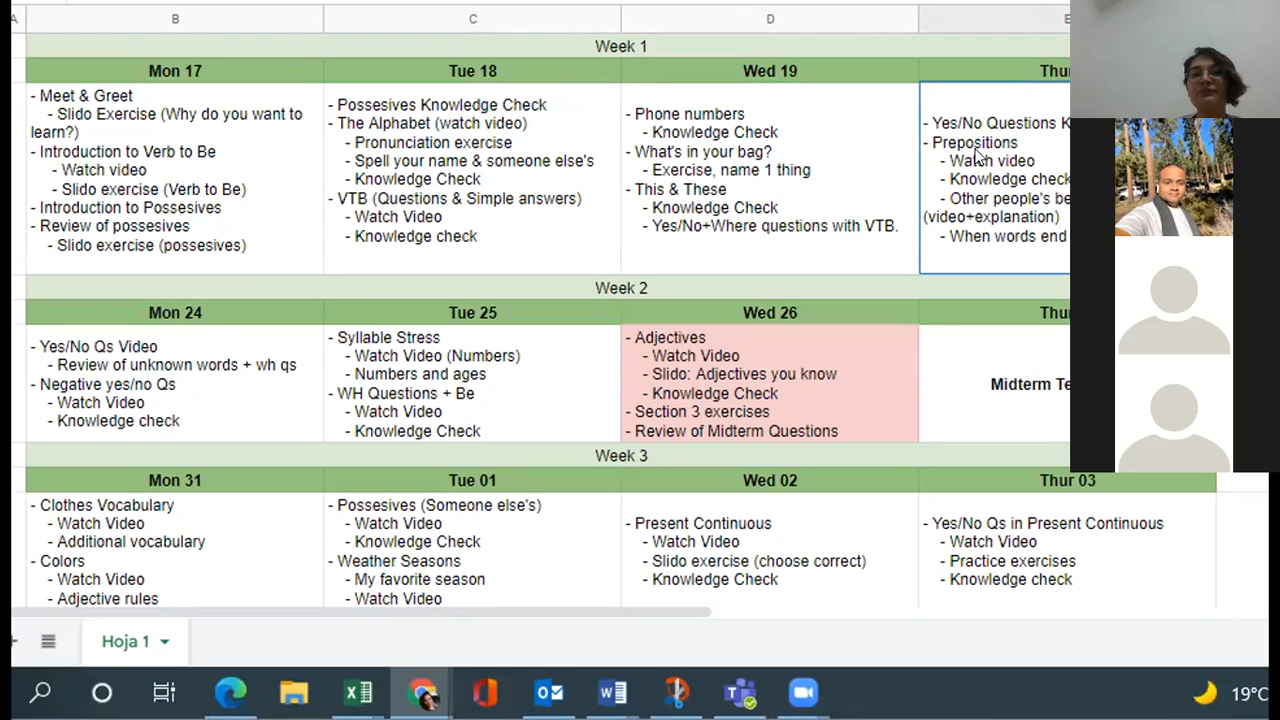 A
B
C
D
E
Week 1
Mon 17
Tue 18
Wed 19
Thur
- Meet & Greet
- Slido Exercise (Why do you want to
learn?)
- Introduction to Verb to Be
- Watch video
- Slido exercise (Verb to Be)
- Introduction to Possesives
- Review of possesives
- Slido exercise (possesives)
- Possesives Knowledge Check
- The Alphabet (watch video)
- Pronunciation exercise
- Spell your name & someone else's
- Knowledge Check
- VTB (Questions & Simple answers)
- Watch Video
- Knowledge check
- Phone numbers
- Knowledge Check
- What's in your bag?
- Exercise, name 1 thing
- This & These
- Knowledge Check
- Yes/No+Where questions with VTB.
- Yes/No Questions K
- Prepositions
- Watch video
- Knowledge check
- Other people's be
(video+explanation)
- When words end
Week 2
Mon 24
Tue 25
Wed 26
Thur
- Yes/No Qs Video
- Review of unknown words + wh qs
- Negative yes/no Qs
- Watch Video
- Knowledge check
- Syllable Stress
- Watch Video (Numbers)
- Numbers and ages
- WH Questions + Be
- Watch Video
- Knowledge Check
- Adjectives
- Watch Video
- Slido: Adjectives you know
- Knowledge Check
- Section 3 exercises
- Review of Midterm Questions
Midterm Te
Week 3
Mon 31
Tue 01
Wed 02
Thur 03
- Clothes Vocabulary
- Watch Video
- Additional vocabulary
- Colors
- Watch Video
- Adjective rules
- Possesives (Someone else's)
- Watch Video
- Knowledge Check
- Weather Seasons
- My favorite season
- Watch Video
- Present Continuous
- Watch Video
- Slido exercise (choose correct)
- Knowledge Check
- Yes/No Qs in Present Continuous
- Watch Video
- Practice exercises
- Knowledge check
Hoja 1
19°C